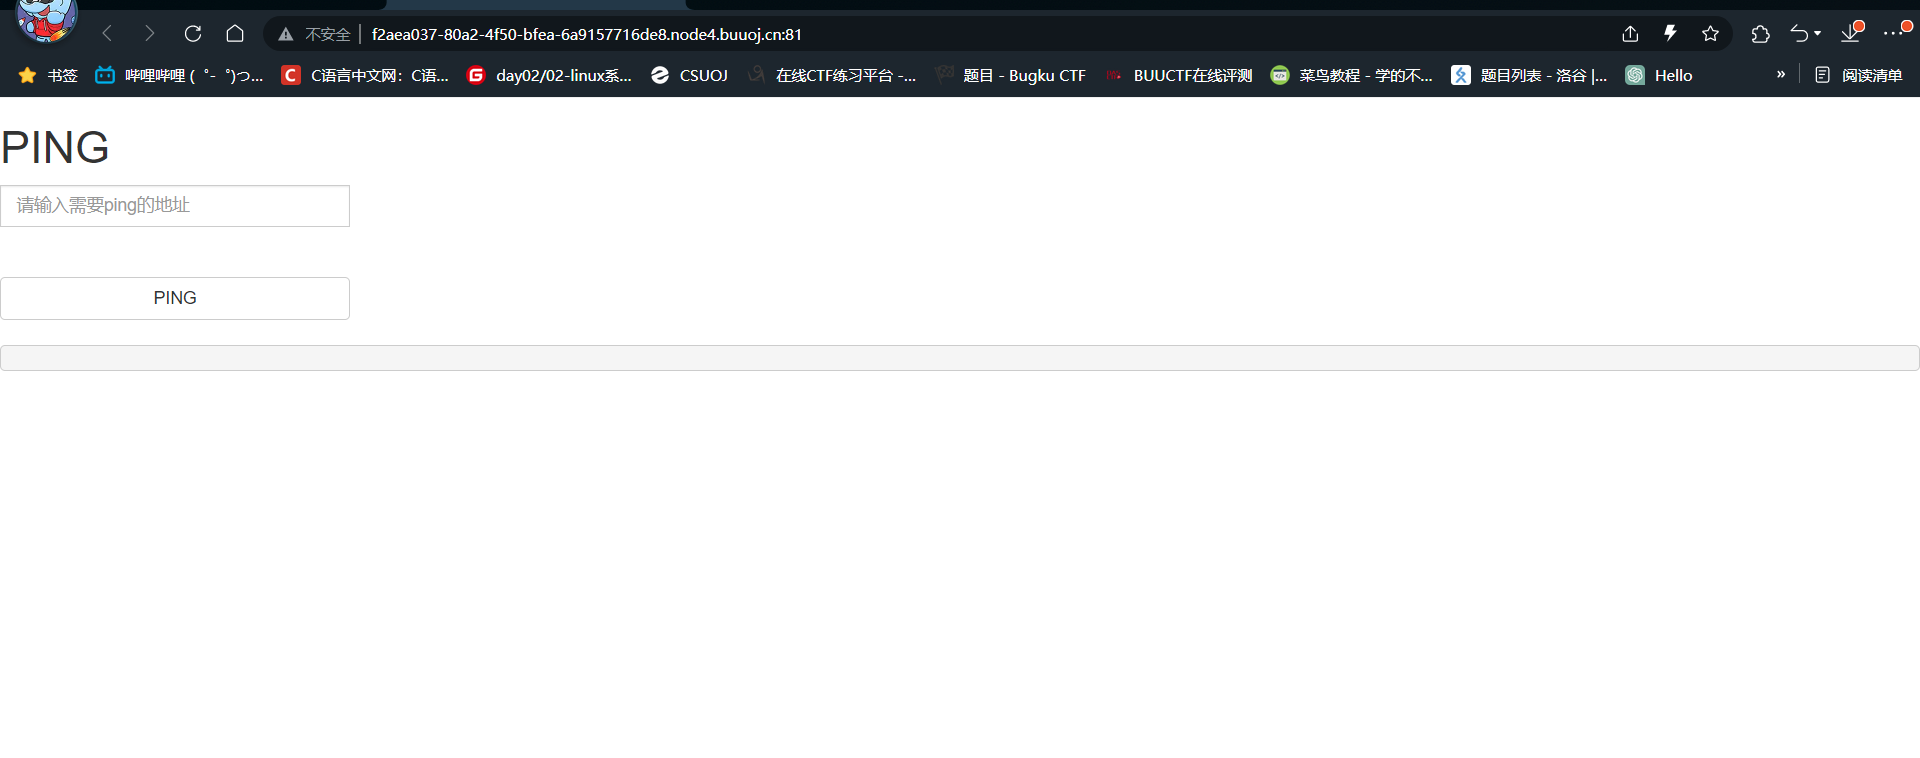 不安全 f2aea037-80a2-4f50-bfea-6a9157716de8.node4.buuoj.cn:81
书签 哔哩哔哩 (゜-゜)つ... C语言中文网：C语... day02/02-linux系... CSUOJ 在线CTF练习平台 -... 题目 - Bugku CTF BUUCTF在线评测 菜鸟教程 - 学的不... 题目列表 - 洛谷 |... Hello » 阅读清单
PING
请输入需要ping的地址
PING